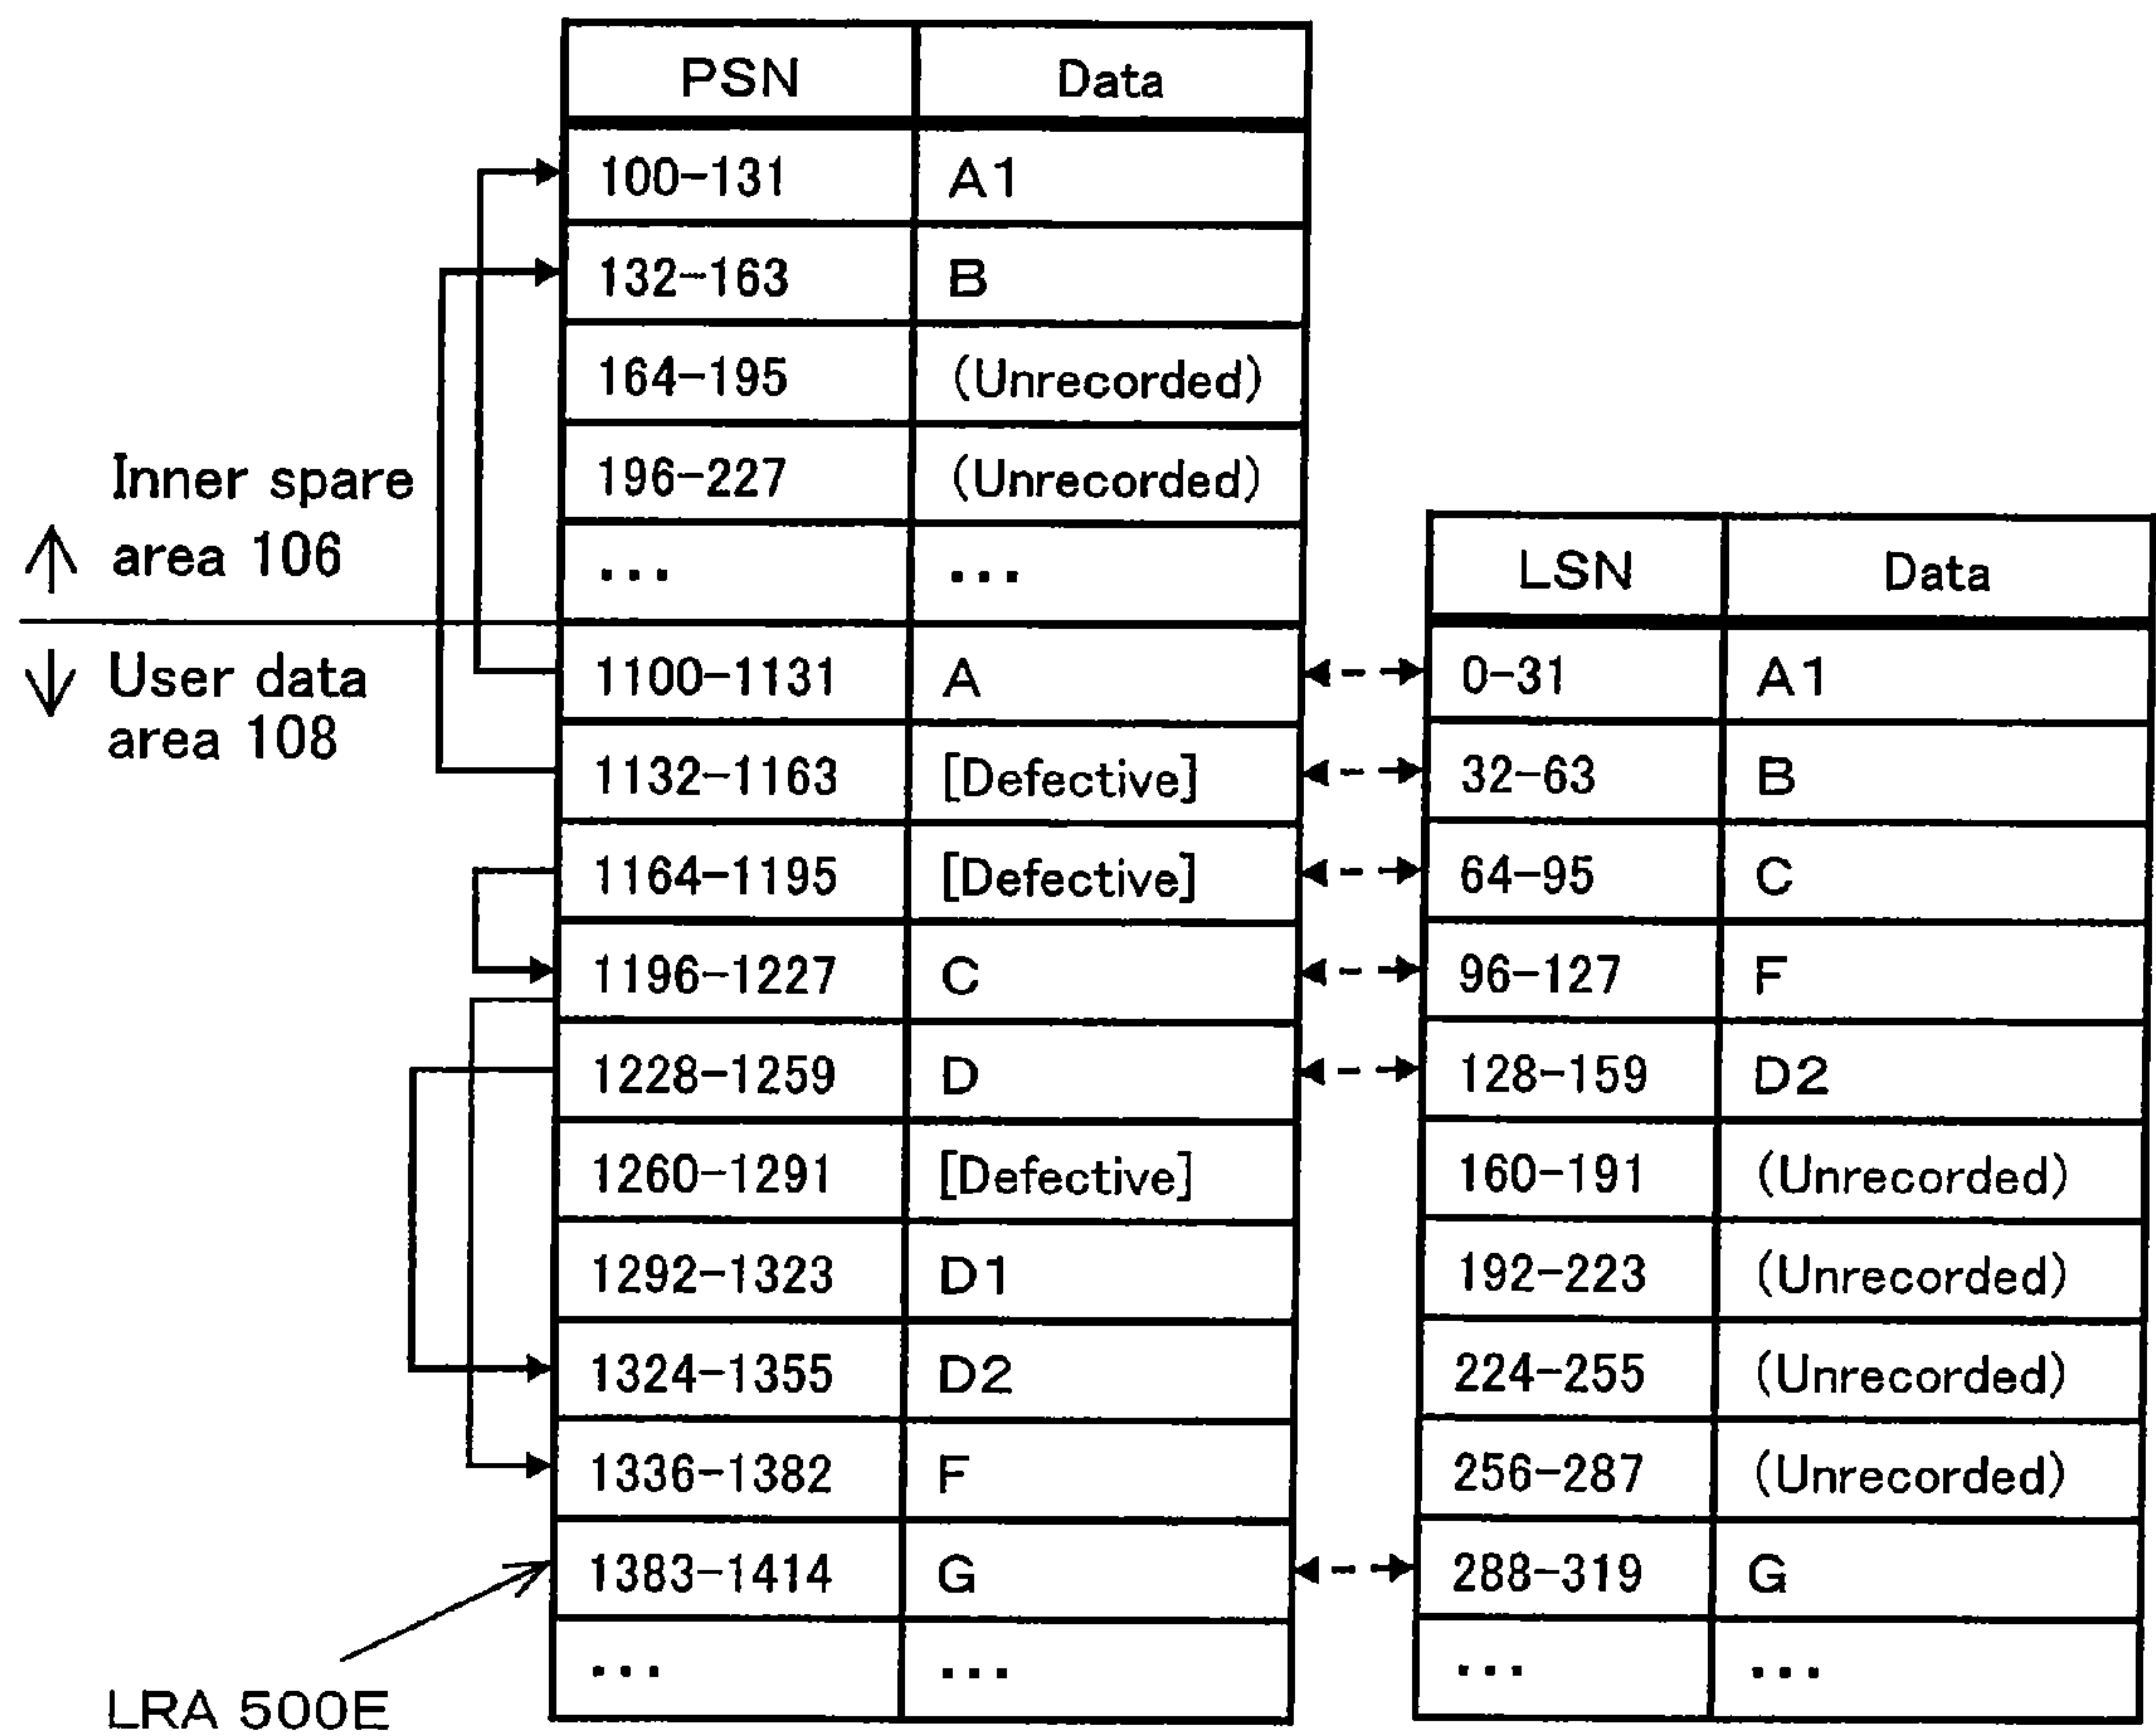 PSN Data
100-131 A1
132-163 B
164-195 (Unrecorded)
196-227 (Unrecorded)
... ...
1100-1131 A
1132-1163 [Defective]
1164-1195 [Defective]
1196-1227 C
1228-1259 D
1260-1291 [Defective]
1292-1323 D1
1324-1355 D2
1336-1382 F
1383-1414 G
... ...
Inner spare
area 106
User data
area 108
LRA 500E
LSN Data
0-31 A1
32-63 B
64-95 C
96-127 F
128-159 D2
160-191 (Unrecorded)
192-223 (Unrecorded)
224-255 (Unrecorded)
256-287 (Unrecorded)
288-319 G
... ...